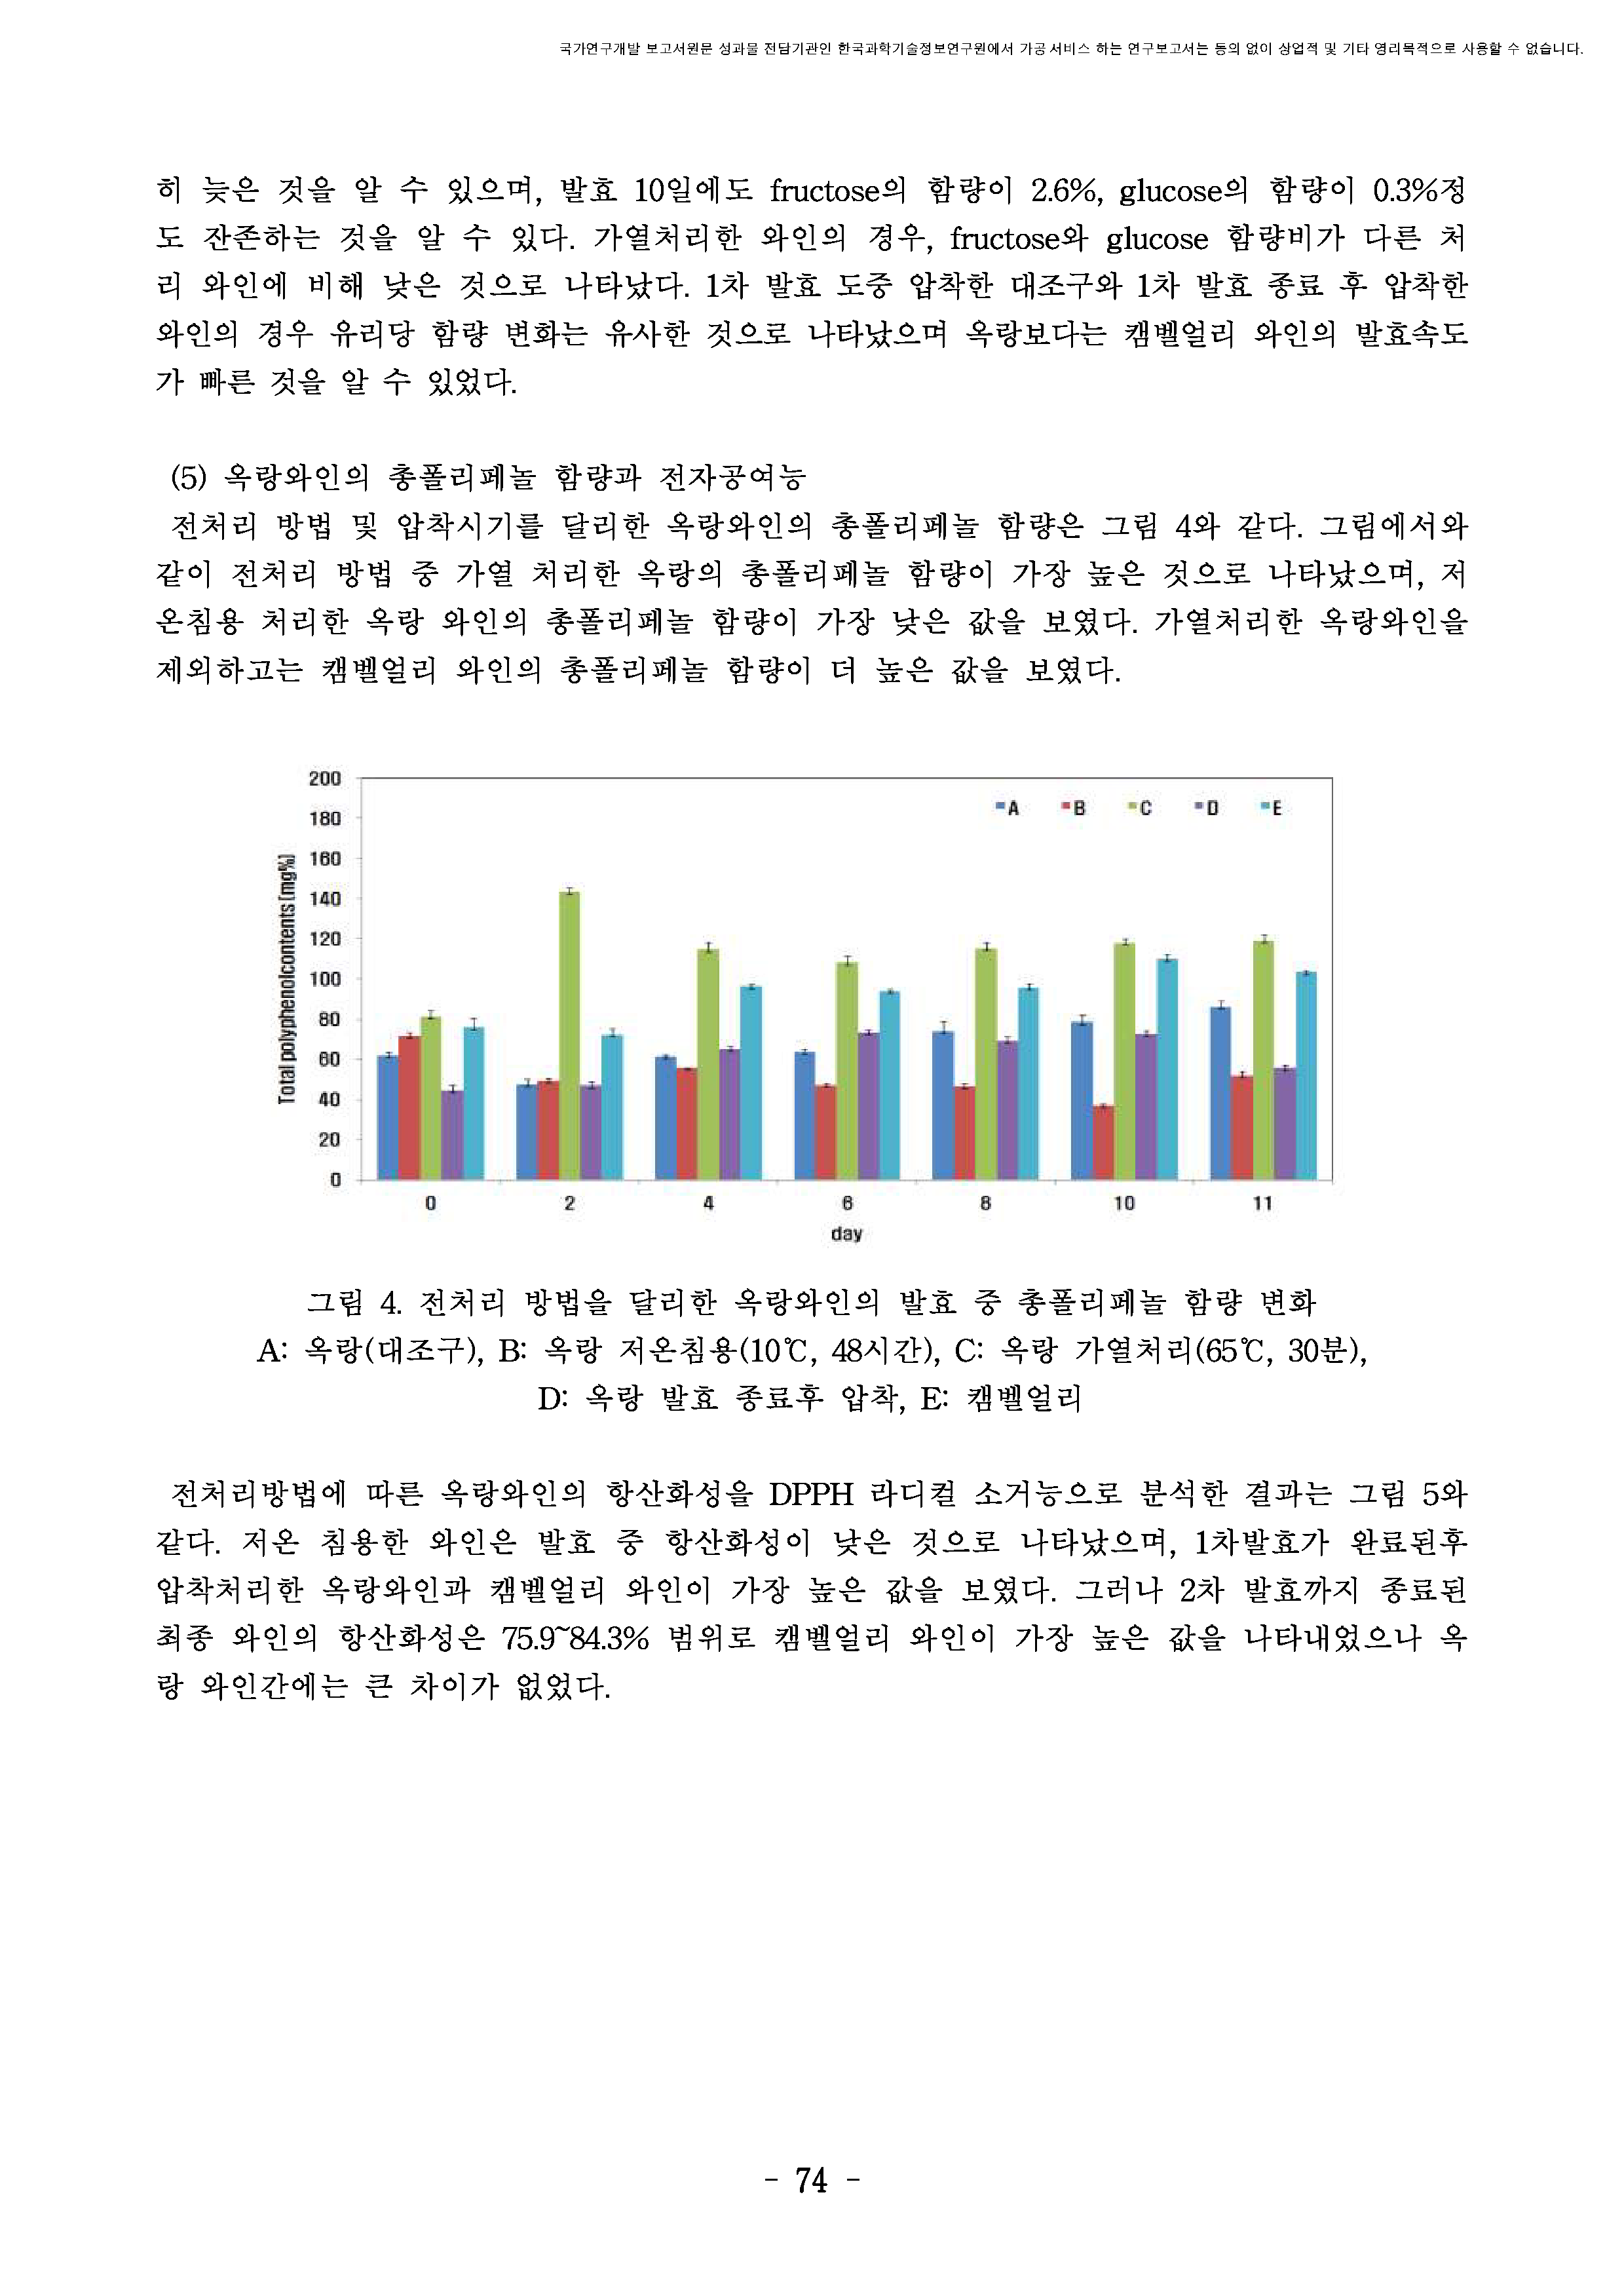 국가연구개발 보고서원문 성과물 전담기관인 한국과학기술정보연구원에서 가공·서비스 하는 연구보고서는 동의 없이 상업적 및 기타 영리목적으로 사용할 수 없습니다.
히 늦은 것을 알 수 있으며, 발효 10일에도 fructose의 함량이 2.6%, glucose의 함량이 0.3%정
도 잔존하는 것을 알 수 있다. 가열처리한 와인의 경우, fructose와 glucose 함량비가 다른 처
리 와인에 비해 낮은 것으로 나타났다. 1차 발효 도중 압착한 대조구와 1차 발효 종료 후 압착한
와인의 경우 유리당 함량 변화는 유사한 것으로 나타났으며 옥랑보다는 캠벨얼리 와인의 발효속도
가 빠른 것을 알 수 있었다.
(5) 옥랑와인의 총폴리페놀 함량과 전자공여능
전처리 방법 및 압착시기를 달리한 옥랑와인의 총폴리페놀 함량은 그림 4와 같다. 그림에서와
같이 전처리 방법 중 가열 처리한 옥랑의 총폴리페놀 함량이 가장 높은 것으로 나타났으며, 저
온침용 처리한 옥랑 와인의 총폴리페놀 함량이 가장 낮은 값을 보였다. 가열처리한 옥랑와인을
제외하고는 캠벨얼리 와인의 총폴리페놀 함량이 더 높은 값을 보였다.
Total polyphenolcontents(mg%)
200
180
160
140
120
100
80
60
40
20
0
A B C D E
0 2 4 6 8 10 11
day
그림 4. 전처리 방법을 달리한 옥랑와인의 발효 중 총폴리페놀 함량 변화
A: 옥랑(대조구), B: 옥랑 저온침용(10℃, 48시간), C: 옥랑 가열처리(65℃, 30분),
D: 옥랑 발효 종료후 압착, E: 캠벨얼리
전처리방법에 따른 옥랑와인의 항산화성을 DPPH 라디컬 소거능으로 분석한 결과는 그림 5와
같다. 저온 침용한 와인은 발효 중 항산화성이 낮은 것으로 나타났으며, 1차발효가 완료된후
압착처리한 옥랑와인과 캠벨얼리 와인이 가장 높은 값을 보였다. 그러나 2차 발효까지 종료된
최종 와인의 항산화성은 75.9~84.3% 범위로 캠벨얼리 와인이 가장 높은 값을 나타내었으나 옥
랑 와인간에는 큰 차이가 없었다.
- 74 -